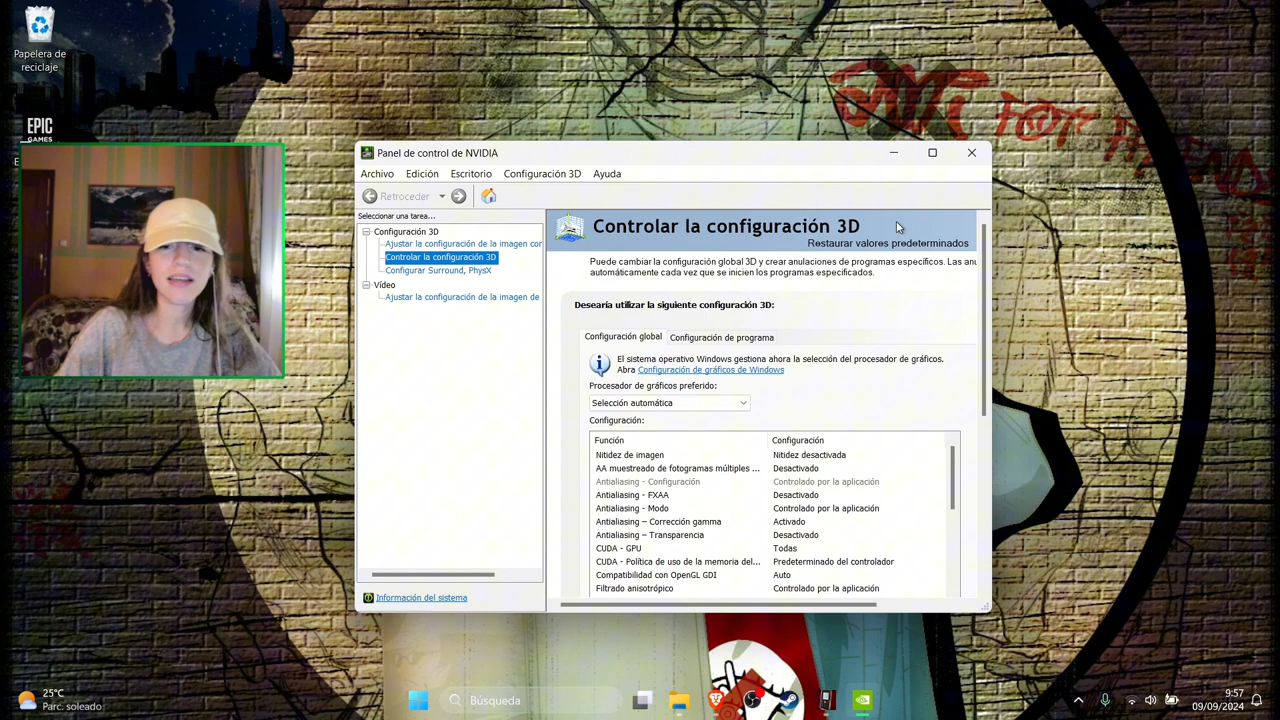 Papelera de
reciclaje
EPIC
GAMES
Panel de control de NVIDIA
Archivo Edición Escritorio Configuración 3D Ayuda
Retroceder
Seleccionar una tarea...
Configuración 3D
Ajustar la configuración de la imagen con
Controlar la configuración 3D
Configurar Surround, PhysX
Vídeo
Ajustar la configuración de la imagen de
Información del sistema
Controlar la configuración 3D
Restaurar valores predeterminados
Puede cambiar la configuración global 3D y crear anulaciones de programas específicos. Las anu
automáticamente cada vez que se inicien los programas especificados.
Desearía utilizar la siguiente configuración 3D:
Configuración global Configuración de programa
El sistema operativo Windows gestiona ahora la selección del procesador de gráficos.
Abra Configuración de gráficos de Windows
Procesador de gráficos preferido:
Selección automática
Configuración:
Función Configuración
Nitidez de imagen Nitidez desactivada
AA muestreado de fotogramas múltiples ... Desactivado
Antialiasing - Configuración Controlado por la aplicación
Antialiasing - FXAA Desactivado
Antialiasing - Modo Controlado por la aplicación
Antialiasing – Corrección gamma Activado
Antialiasing – Transparencia Desactivado
CUDA - GPU Todas
CUDA - Política de uso de la memoria del... Predeterminado del controlador
Compatibilidad con OpenGL GDI Auto
Filtrado anisotrópico Controlado por la aplicación
25°C
Parc. soleado
Búsqueda
9:57
09/09/2024